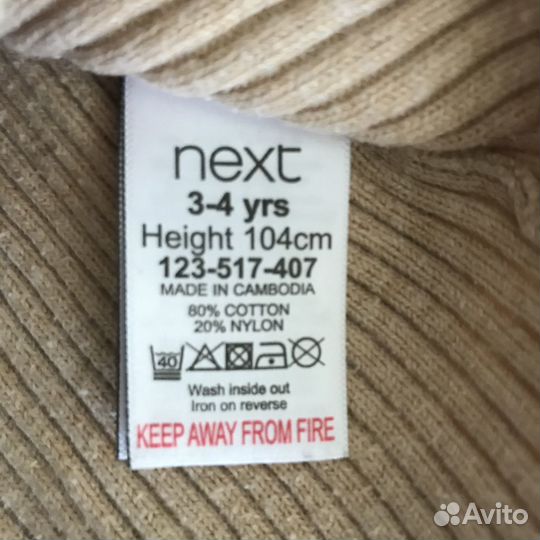 next
3-4 yrs
Height 104cm
123-517-407
MADE IN CAMBODIA
80% COTTON
20% NYLON
40
Wash inside out
Iron on reverse
KEEP AWAY FROM FIRE
Avito